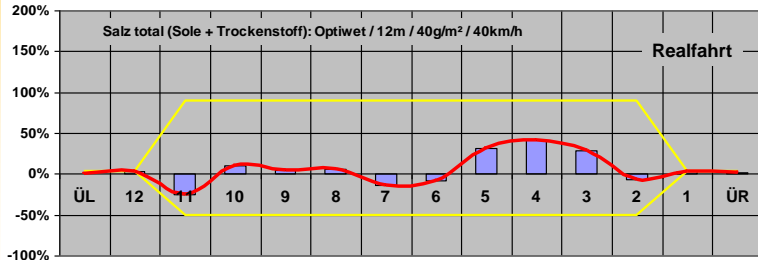 200%
Salz total (Sole + Trockenstoff): Optiwet / 12m / 40g/m² / 40km/h
150%
Realfahrt
100%
50%
0%
ÜL 12 11 10 9 8 7 6 5 4 3 2 1 ÜR
-50%
-100%